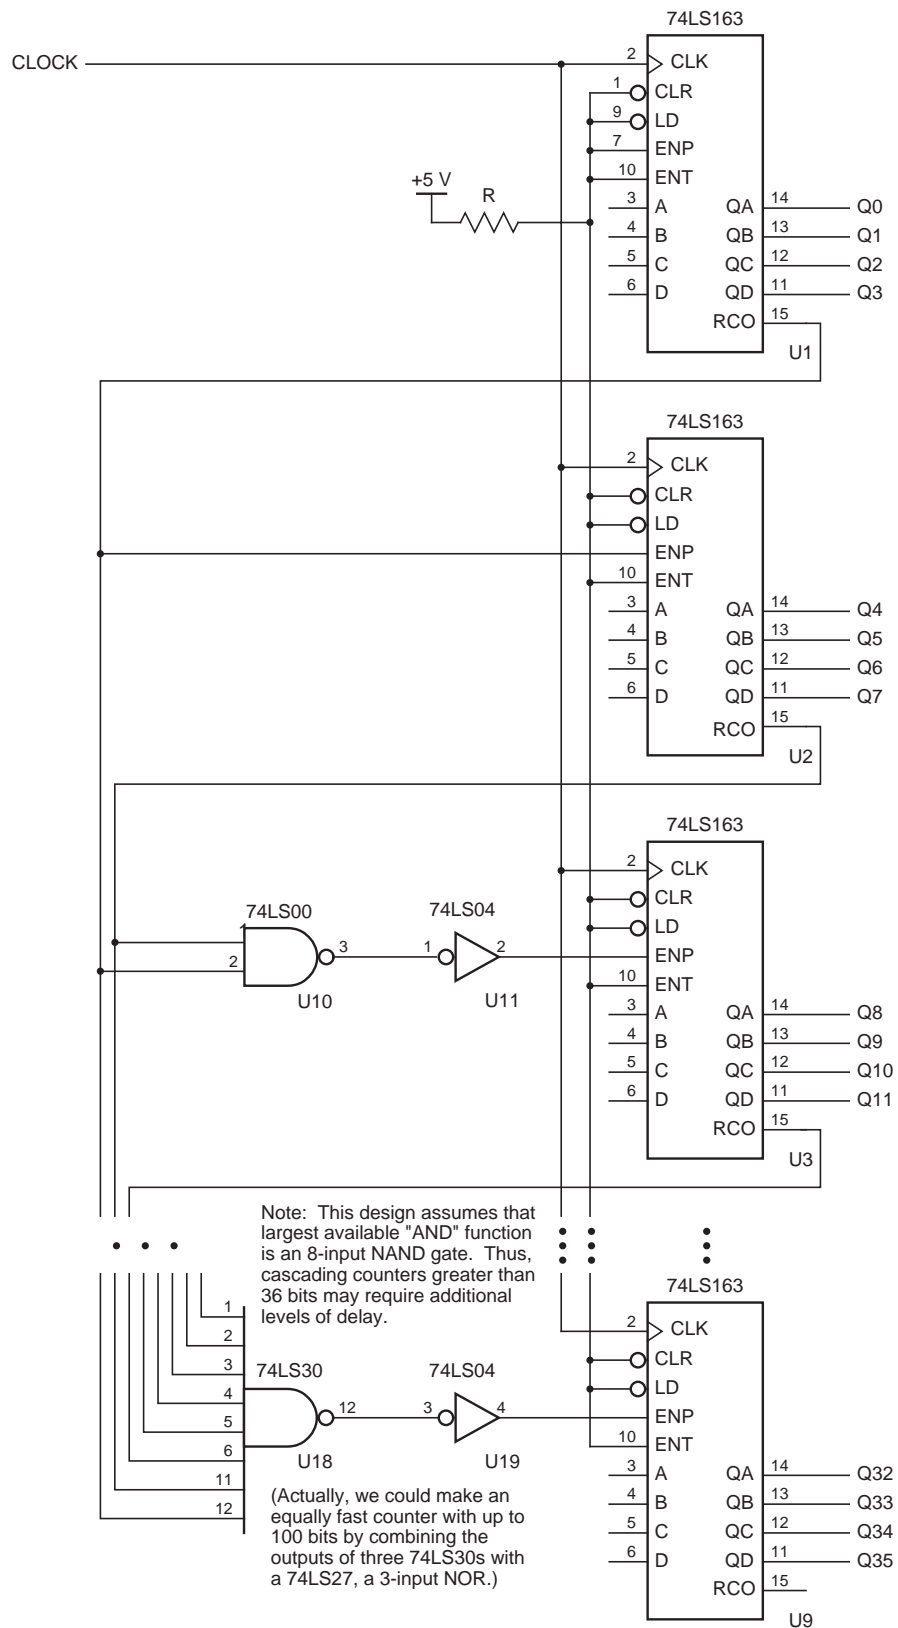 74LS163
CLOCK
2 CLK
1 CLR
9 LD
7 ENP
10 ENT
+5 V
R
3 A QA 14 Q0
4 B QB 13 Q1
5 C QC 12 Q2
6 D QD 11 Q3
RCO 15
U1
74LS163
2 CLK
CLR
LD
ENP
10 ENT
3 A QA 14 Q4
4 B QB 13 Q5
5 C QC 12 Q6
6 D QD 11 Q7
RCO 15
U2
74LS163
2 CLK
CLR
LD
ENP
10 ENT
74LS00
1
2
3
U10
74LS04
1 2
U11
3 A QA 14 Q8
4 B QB 13 Q9
5 C QC 12 Q10
6 D QD 11 Q11
RCO 15
U3
Note: This design assumes that
largest available "AND" function
is an 8-input NAND gate. Thus,
cascading counters greater than
36 bits may require additional
levels of delay.
74LS163
2 CLK
CLR
LD
ENP
10 ENT
1
2
3
4
5
6
11
12
74LS30
12
U18
74LS04
3 4
U19
(Actually, we could make an
equally fast counter with up to
100 bits by combining the
outputs of three 74LS30s with
a 74LS27, a 3-input NOR.)
3 A QA 14 Q32
4 B QB 13 Q33
5 C QC 12 Q34
6 D QD 11 Q35
RCO 15
U9